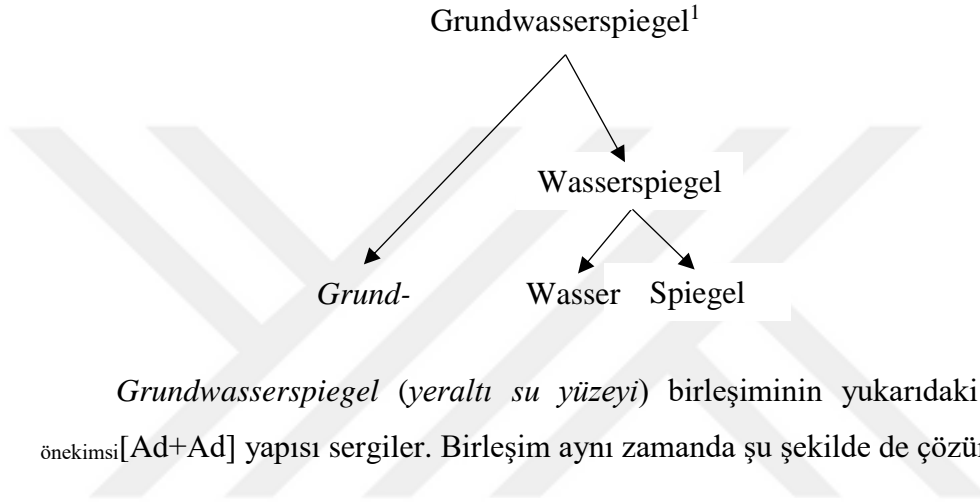 Grundwasserspiegel¹
Wasserspiegel
Grund- Wasser Spiegel
Grundwasserspiegel (yeraltı su yüzeyi) birleşiminin yukarıdaki
önekimsi[Ad+Ad] yapısı sergiler. Birleşim aynı zamanda şu şekilde de